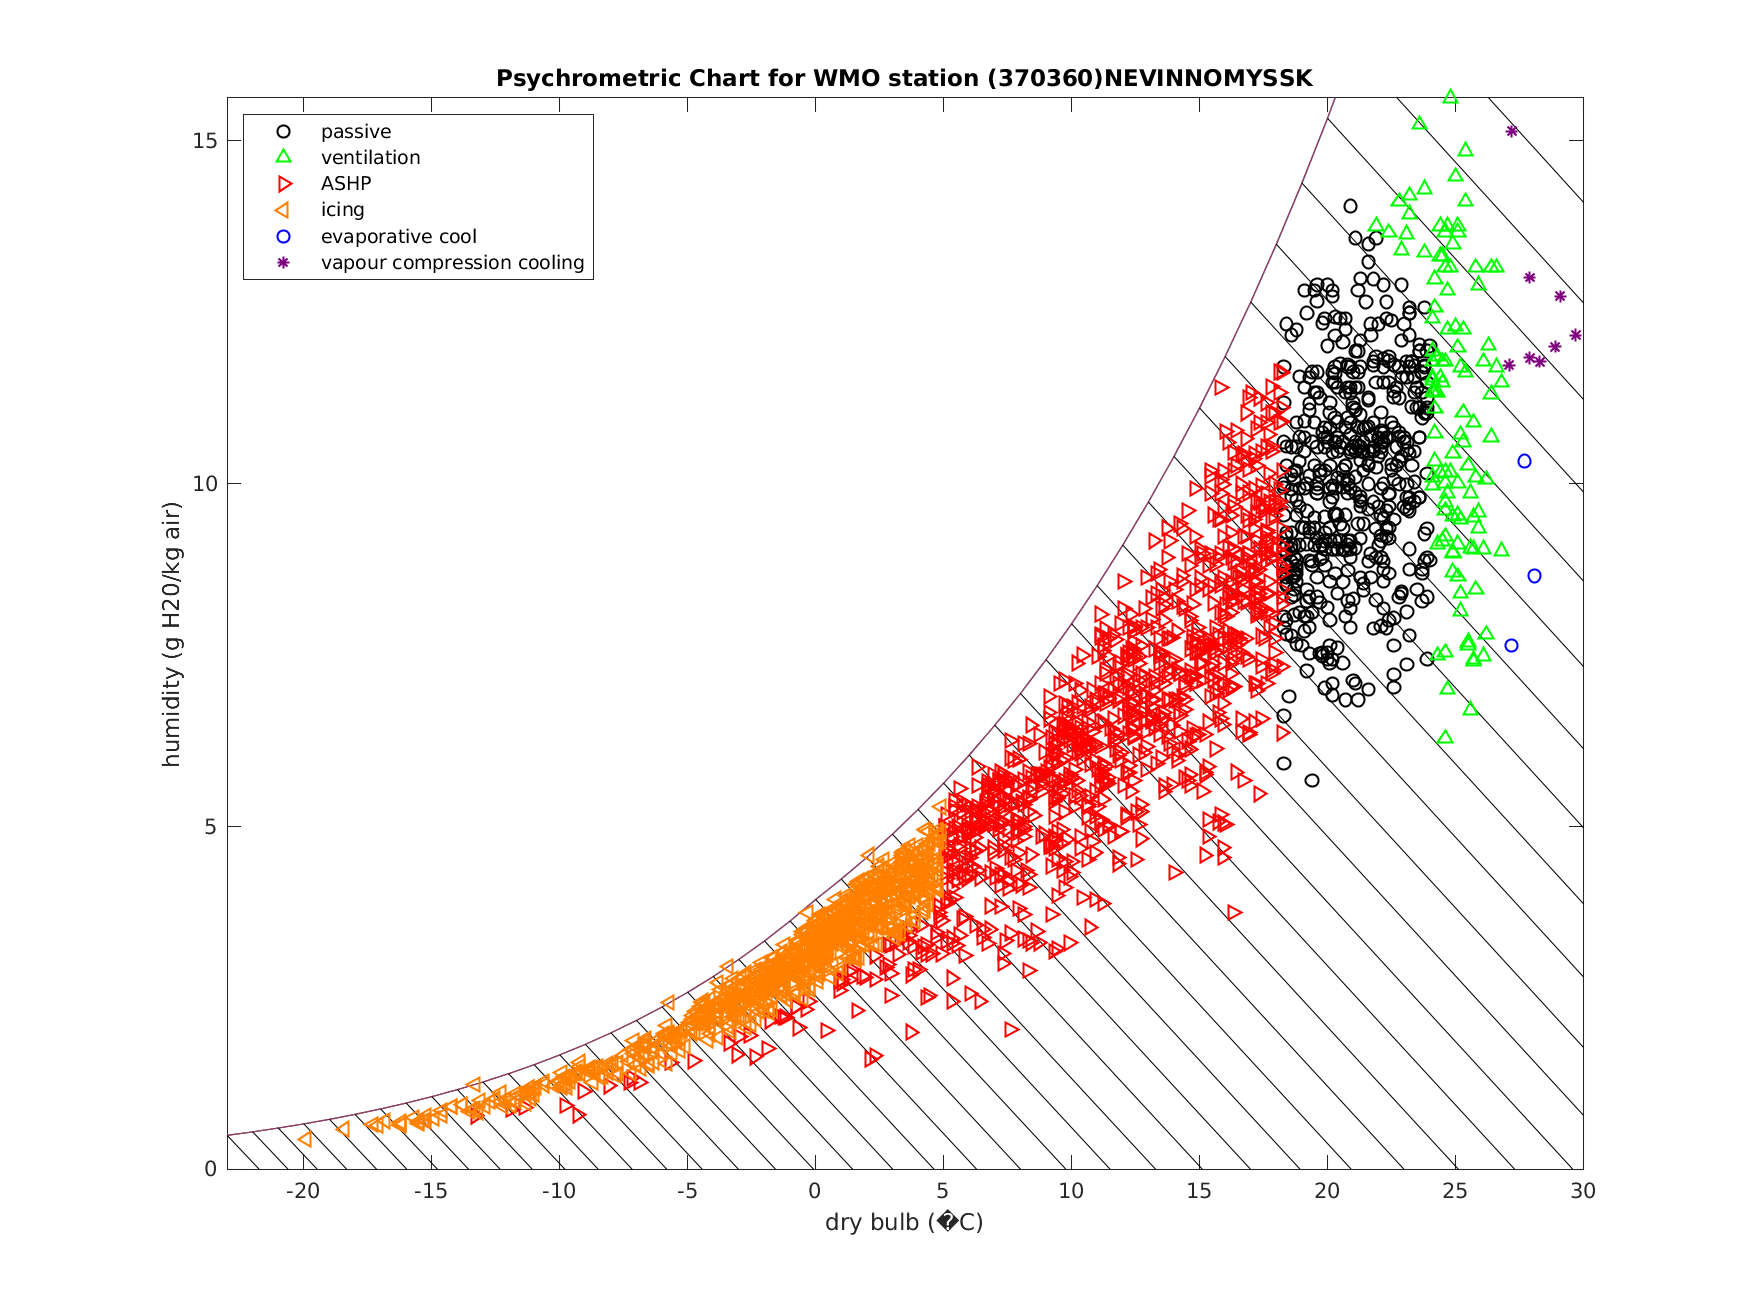 Psychrometric Chart for WMO station (370360)NEVINNOMYSSK
passive
ventilation
ASHP
icing
evaporative cool
vapour compression cooling
15
10
5
0
humidity (g H20/kg air)
-20 -15 -10 -5 0 5 10 15 20 25 30
dry bulb (�C)